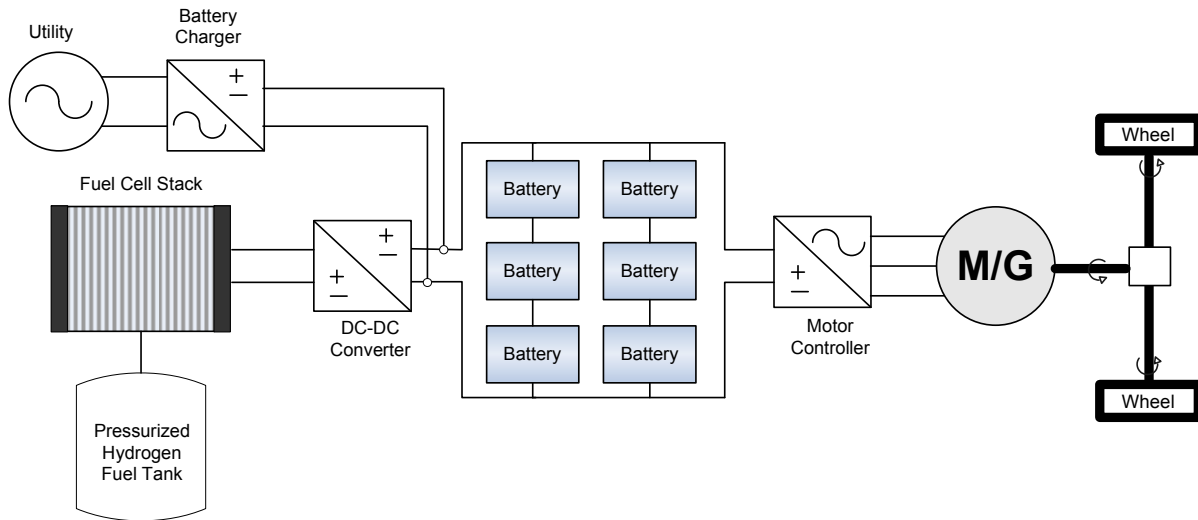 Utility
Battery
Charger
Fuel Cell Stack
DC-DC
Converter
Pressurized
Hydrogen
Fuel Tank
Battery
Battery
Battery
Battery
Battery
Battery
Motor
Controller
M/G
Wheel
Wheel